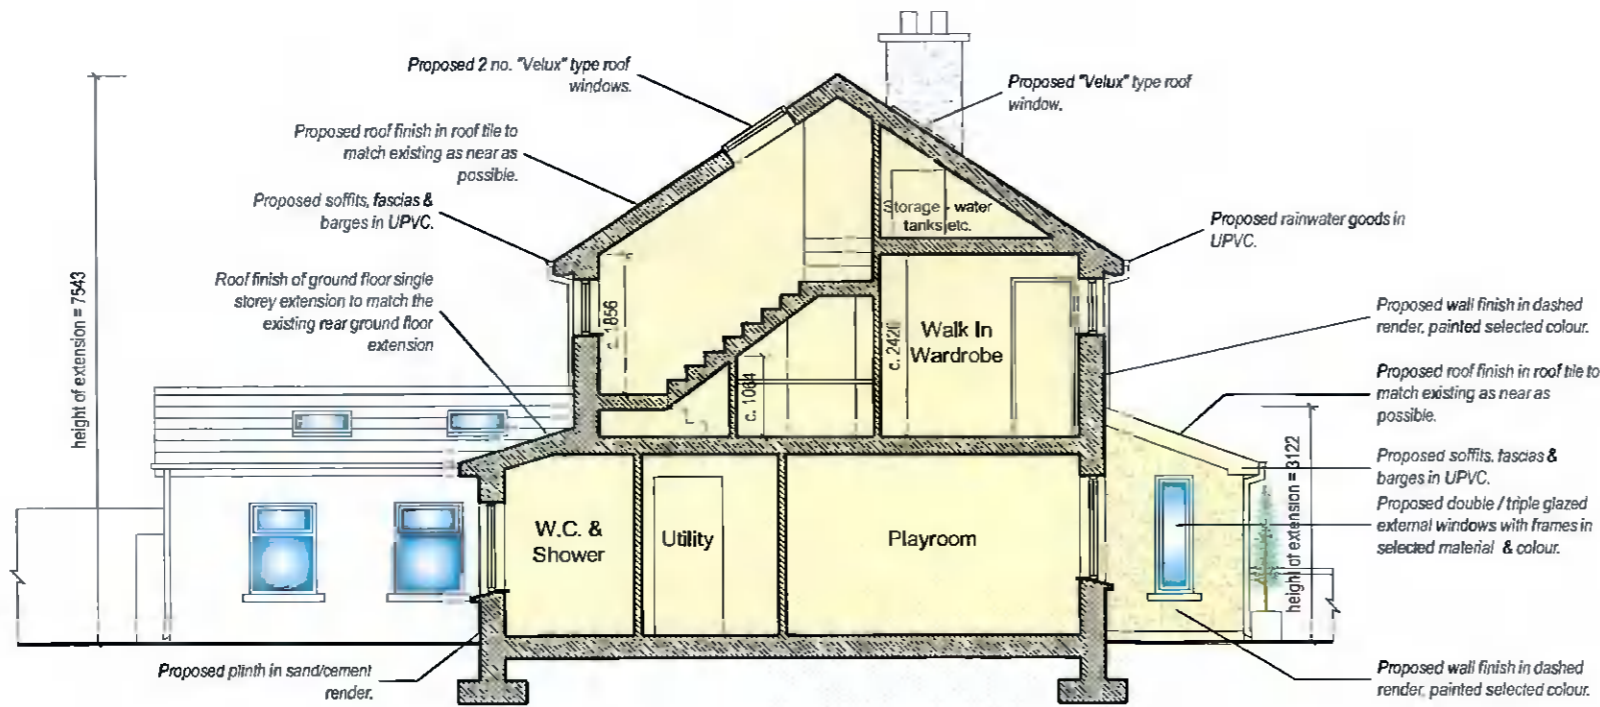 Proposed 2 no. "Velux" type roof
windows.
Proposed "Velux" type roof
window.
Proposed roof finish in roof tile to
match existing as near as
possible.
Proposed soffits, fascias &
barges in UPVC.
Storage - water
tanks etc.
Proposed rainwater goods in
UPVC.
Roof finish of ground floor single
storey extension to match the
existing rear ground floor
extension
height of extension = 7543
c. 1856
c. 1064
c. 2420
Walk In
Wardrobe
Proposed wall finish in dashed
render, painted selected colour.
Proposed roof finish in roof tile to
match existing as near as
possible.
Proposed soffits, fascias &
barges in UPVC.
Proposed double / triple glazed
external windows with frames in
selected material & colour.
height of extension = 3122
W.C. &
Shower
Utility
Playroom
Proposed plinth in sand/cement
render.
Proposed wall finish in dashed
render, painted selected colour.